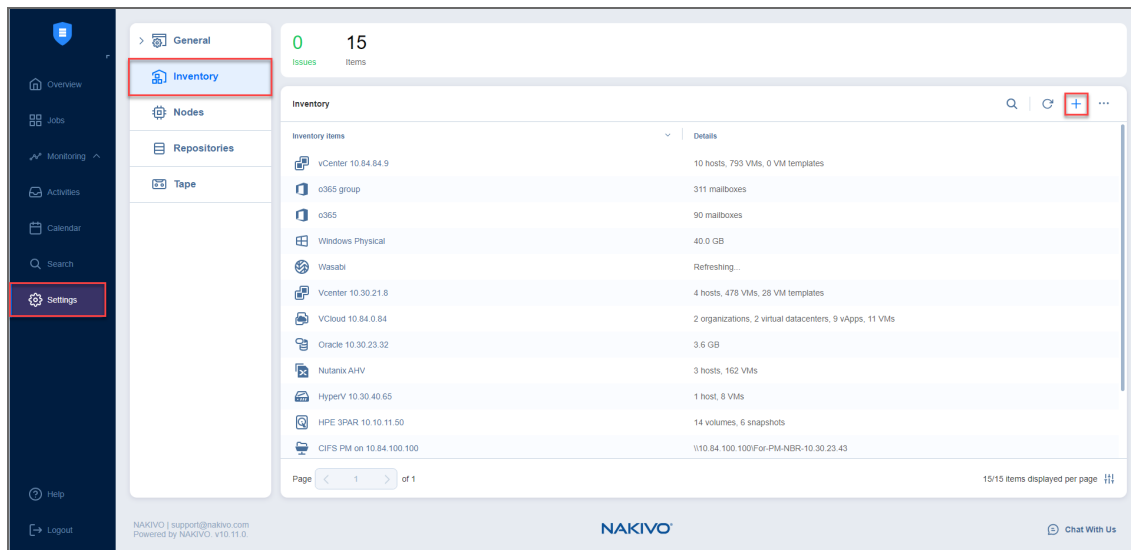 Overview
Jobs
Monitoring
Activities
Calendar
Search
Settings
Help
Logout
General
Inventory
Nodes
Repositories
Tape
0 15
Issues Items
Inventory
Inventory items Details
vCenter 10.84.84.9 10 hosts, 793 VMs, 0 VM templates
o365 group 311 mailboxes
o365 90 mailboxes
Windows Physical 40.0 GB
Wasabi Refreshing...
Vcenter 10.30.21.8 4 hosts, 478 VMs, 28 VM templates
VCloud 10.84.0.84 2 organizations, 2 virtual datacenters, 9 vApps, 11 VMs
Oracle 10.30.23.32 3.6 GB
Nutanix AHV 3 hosts, 162 VMs
HyperV 10.30.40.65 1 host, 8 VMs
HPE 3PAR 10.10.11.50 14 volumes, 6 snapshots
CIFS PM on 10.84.100.100 \\10.84.100.100\For-PM-NBR-10.30.23.43
Page 1 of 1 15/15 items displayed per page
NAKIVO | support@nakivo.com
Powered by NAKIVO. v10.11.0.
NAKIVO®
Chat With Us